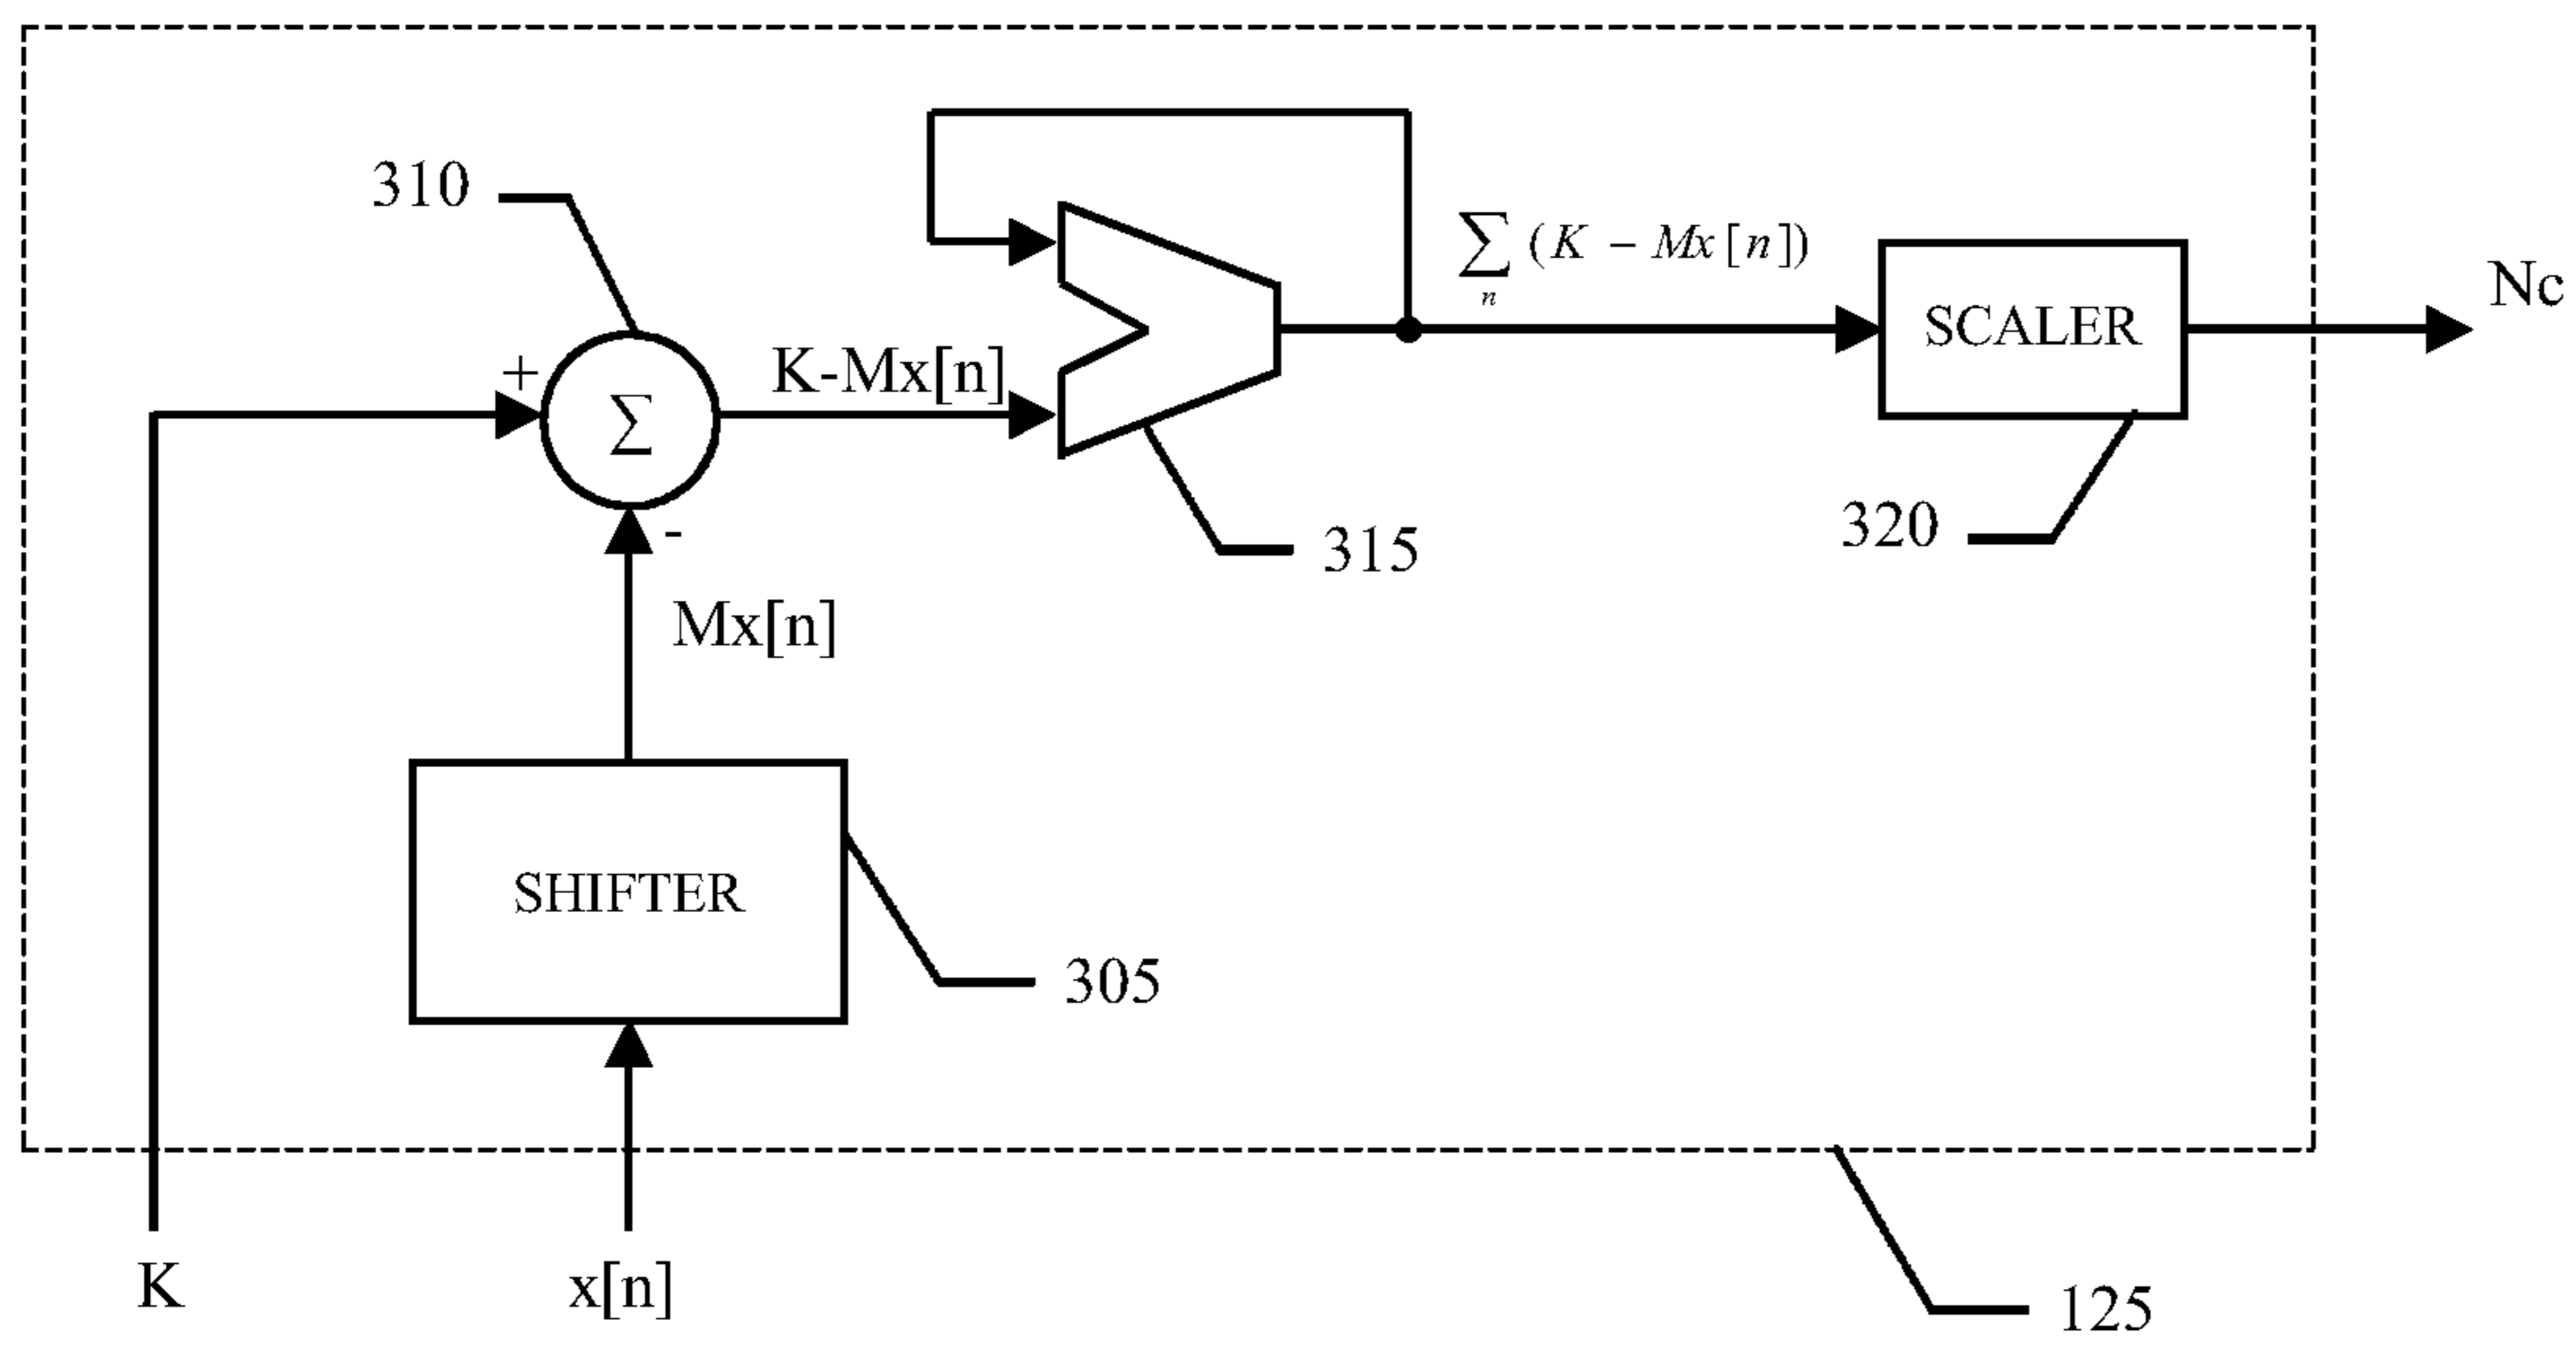 310
∑ (K − Mx[n])
n
Nc
SCALER
+
K-Mx[n]
∑
-
320
315
Mx[n]
SHIFTER
305
K
x[n]
125